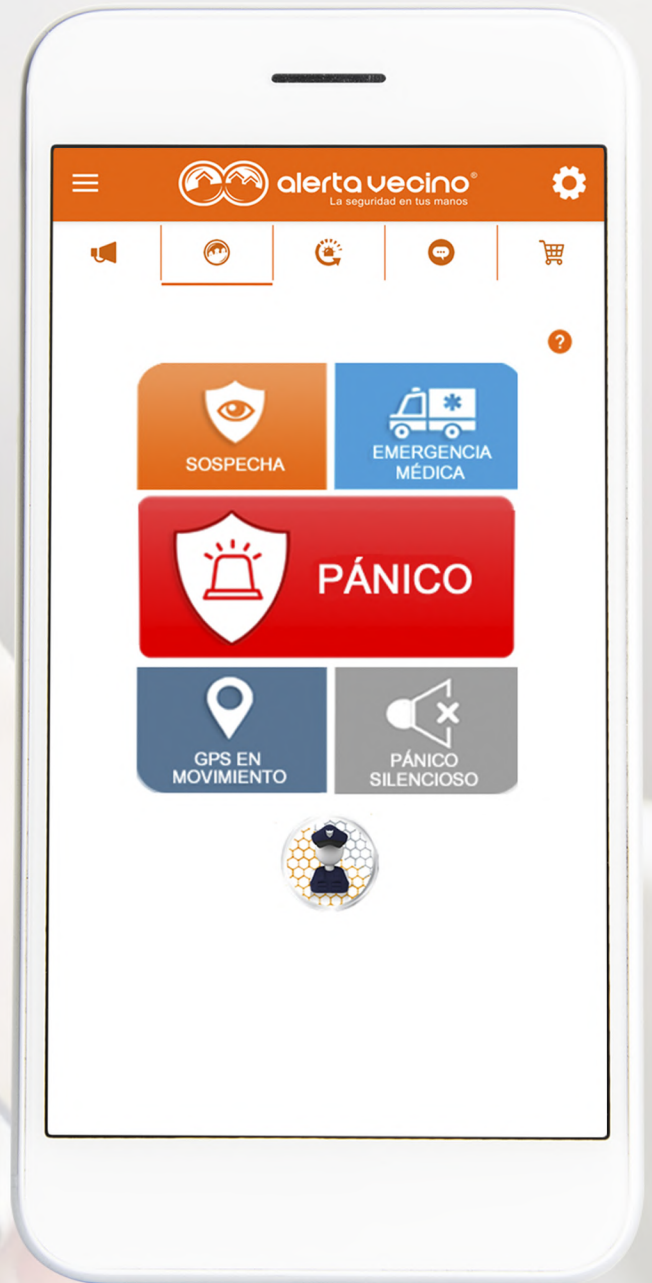 alerta vecino®
La seguridad en tus manos
?
SOSPECHA
EMERGENCIA
MÉDICA
PÁNICO
GPS EN
MOVIMIENTO
PÁNICO
SILENCIOSO